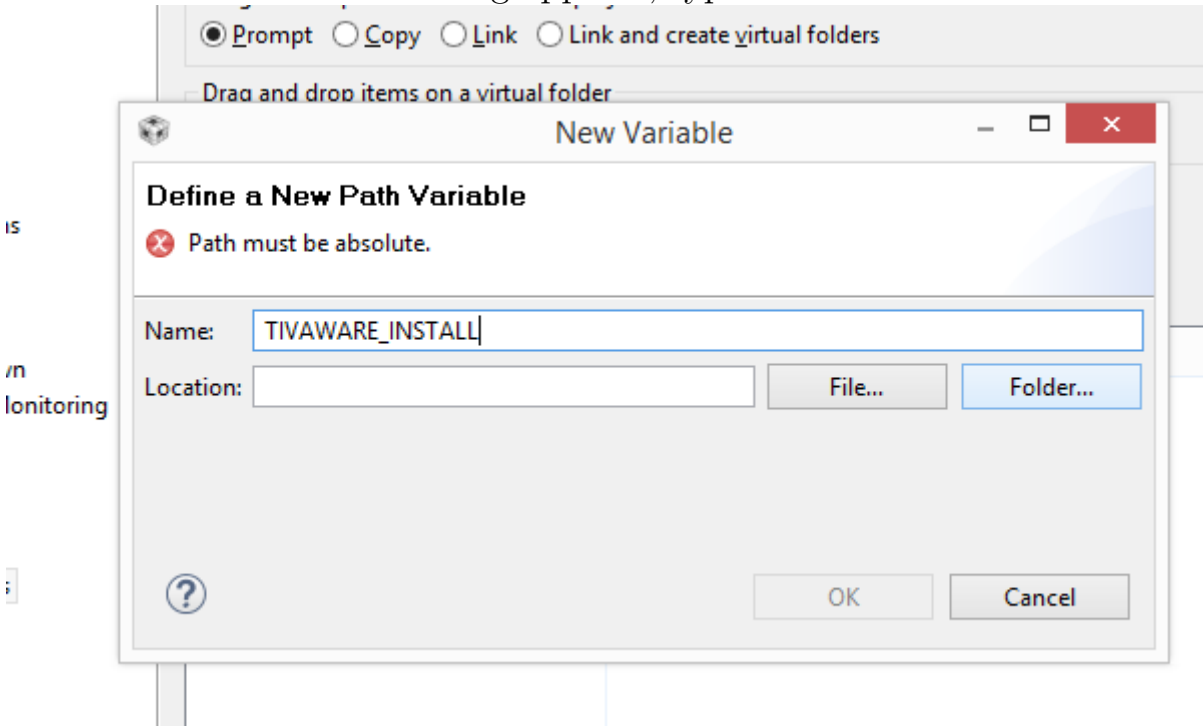 Prompt Copy Link Link and create virtual folders
Drag and drop items on a virtual folder
New Variable
Define a New Path Variable
Path must be absolute.
Name: TIVAWARE_INSTALL
Location: File... Folder...
onitoring
OK Cancel